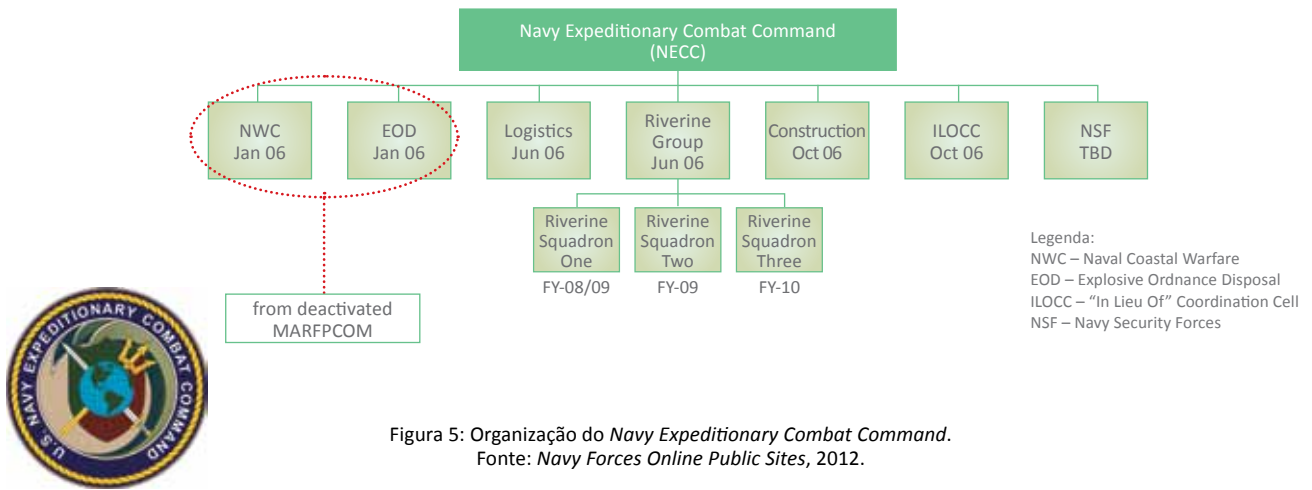 Navy Expeditionary Combat Command
(NECC)
NWC
Jan 06
EOD
Jan 06
Logistics
Jun 06
Riverine
Group
Jun 06
Construction
Oct 06
ILOCC
Oct 06
NSF
TBD
Riverine
Squadron
One
Riverine
Squadron
Two
Riverine
Squadron
Three
FY-08/09
FY-09
FY-10
from deactivated
MARFPCOM
Legenda:
NWC – Naval Coastal Warfare
EOD – Explosive Ordnance Disposal
ILOCC – “In Lieu Of” Coordination Cell
NSF – Navy Security Forces
U.S. NAVY EXPEDITIONARY COMBAT COMMAND
Figura 5: Organização do Navy Expeditionary Combat Command.
Fonte: Navy Forces Online Public Sites, 2012.